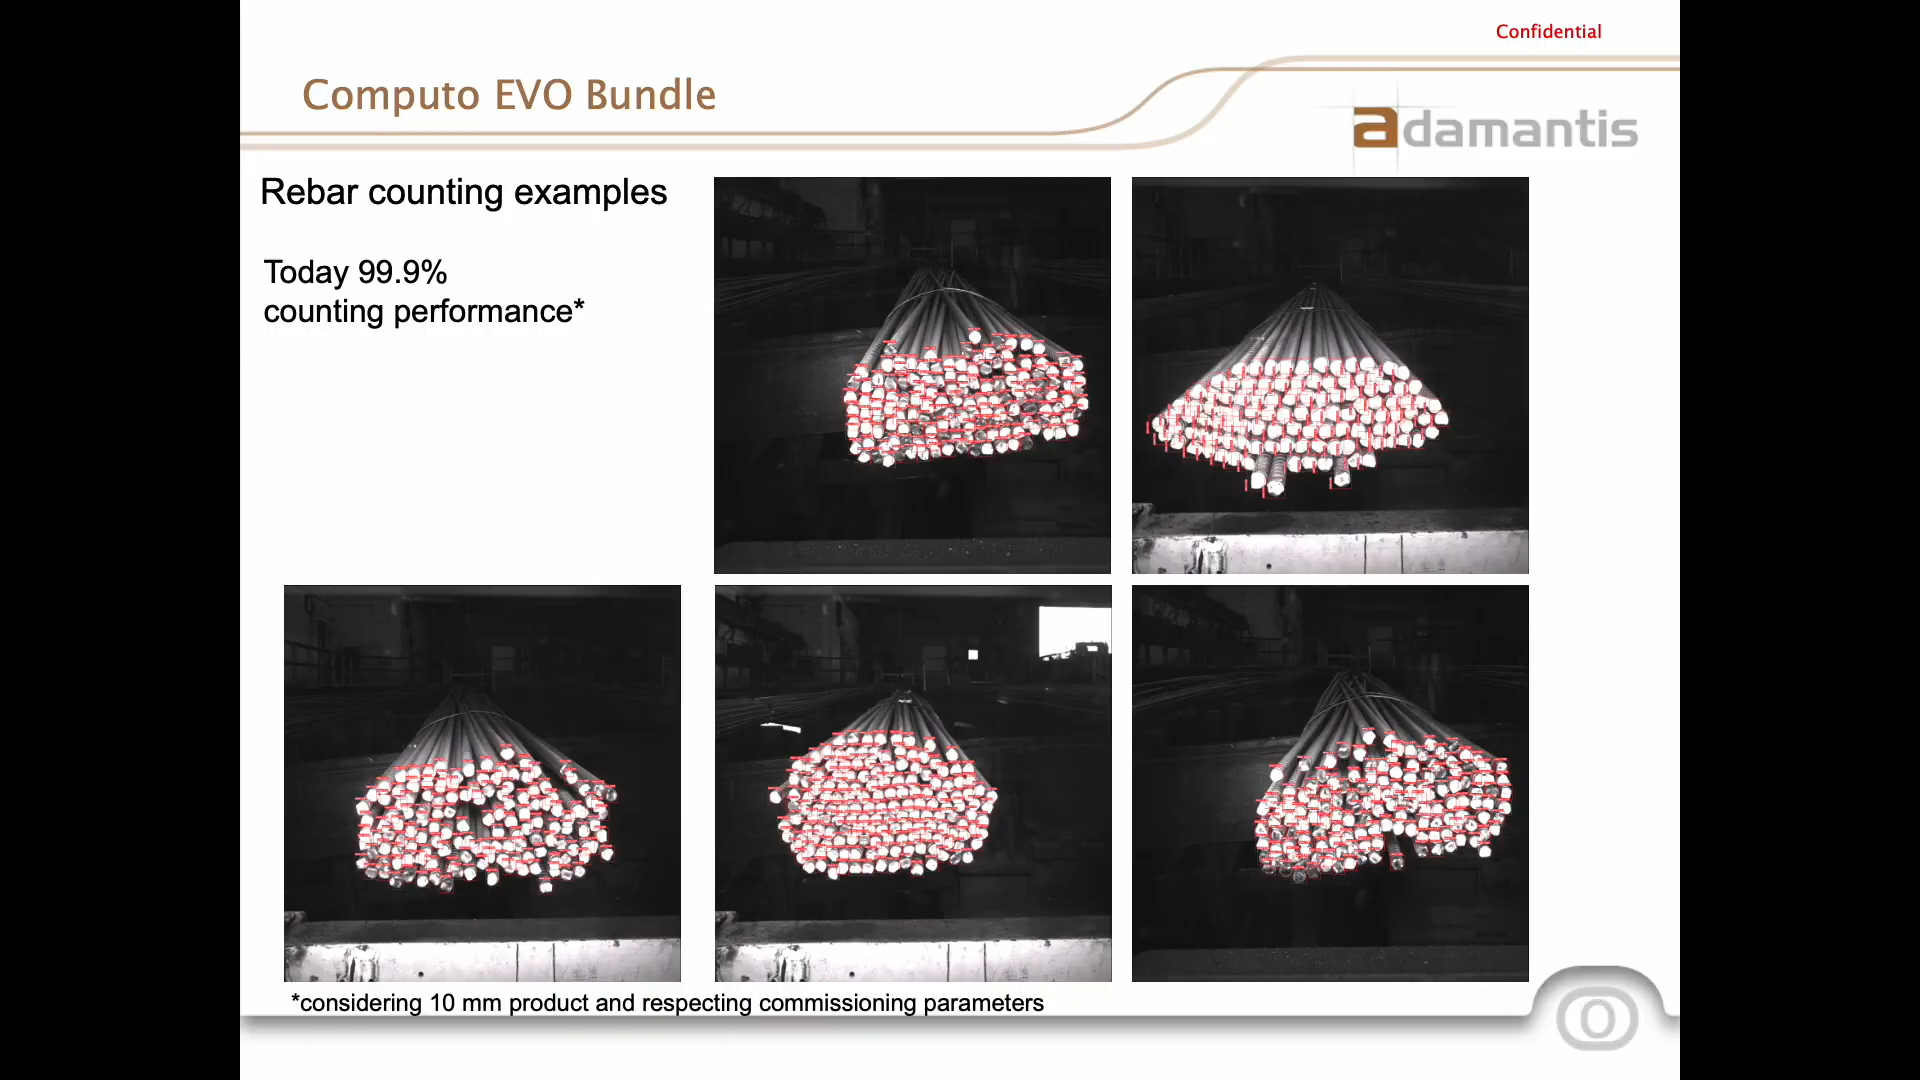 Confidential
Computo EVO Bundle
adamantis
Rebar counting examples
Today 99.9%
counting performance*
*considering 10 mm product and respecting commissioning parameters